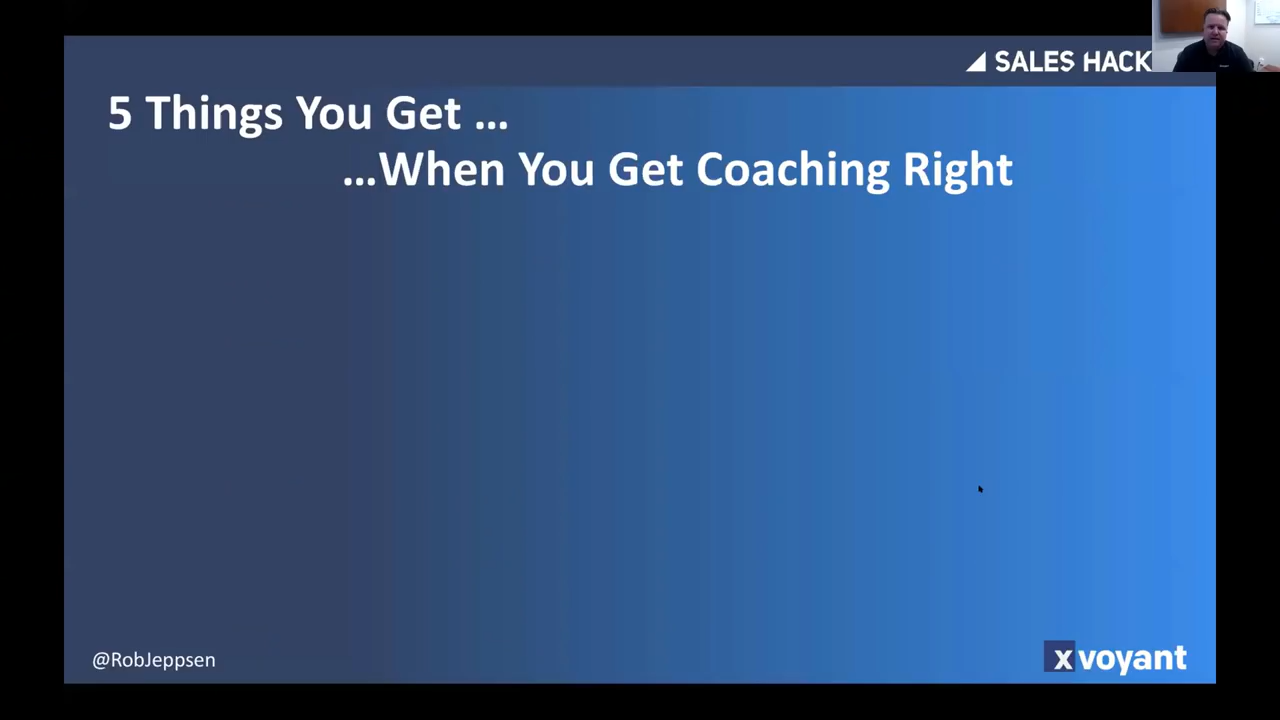 SALES HACK
5 Things You Get ...
...When You Get Coaching Right
@RobJeppsen
xvoyant